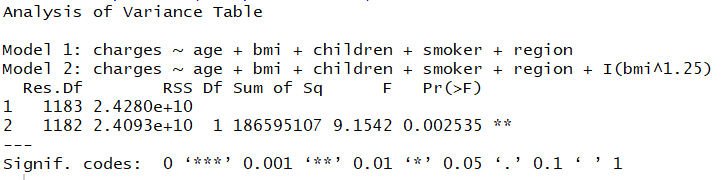 Analysis of Variance Table
Model 1: charges ~ age + bmi + children + smoker + region
Model 2: charges ~ age + bmi + children + smoker + region + I(bmi^1.25)
  Res.Df        RSS Df Sum of Sq      F   Pr(>F)
1   1183 2.4280e+10
2   1182 2.4093e+10  1 186595107 9.1542 0.002535 **
---
Signif. codes:  0 ‘***’ 0.001 ‘**’ 0.01 ‘*’ 0.05 ‘.’ 0.1 ‘ ’ 1